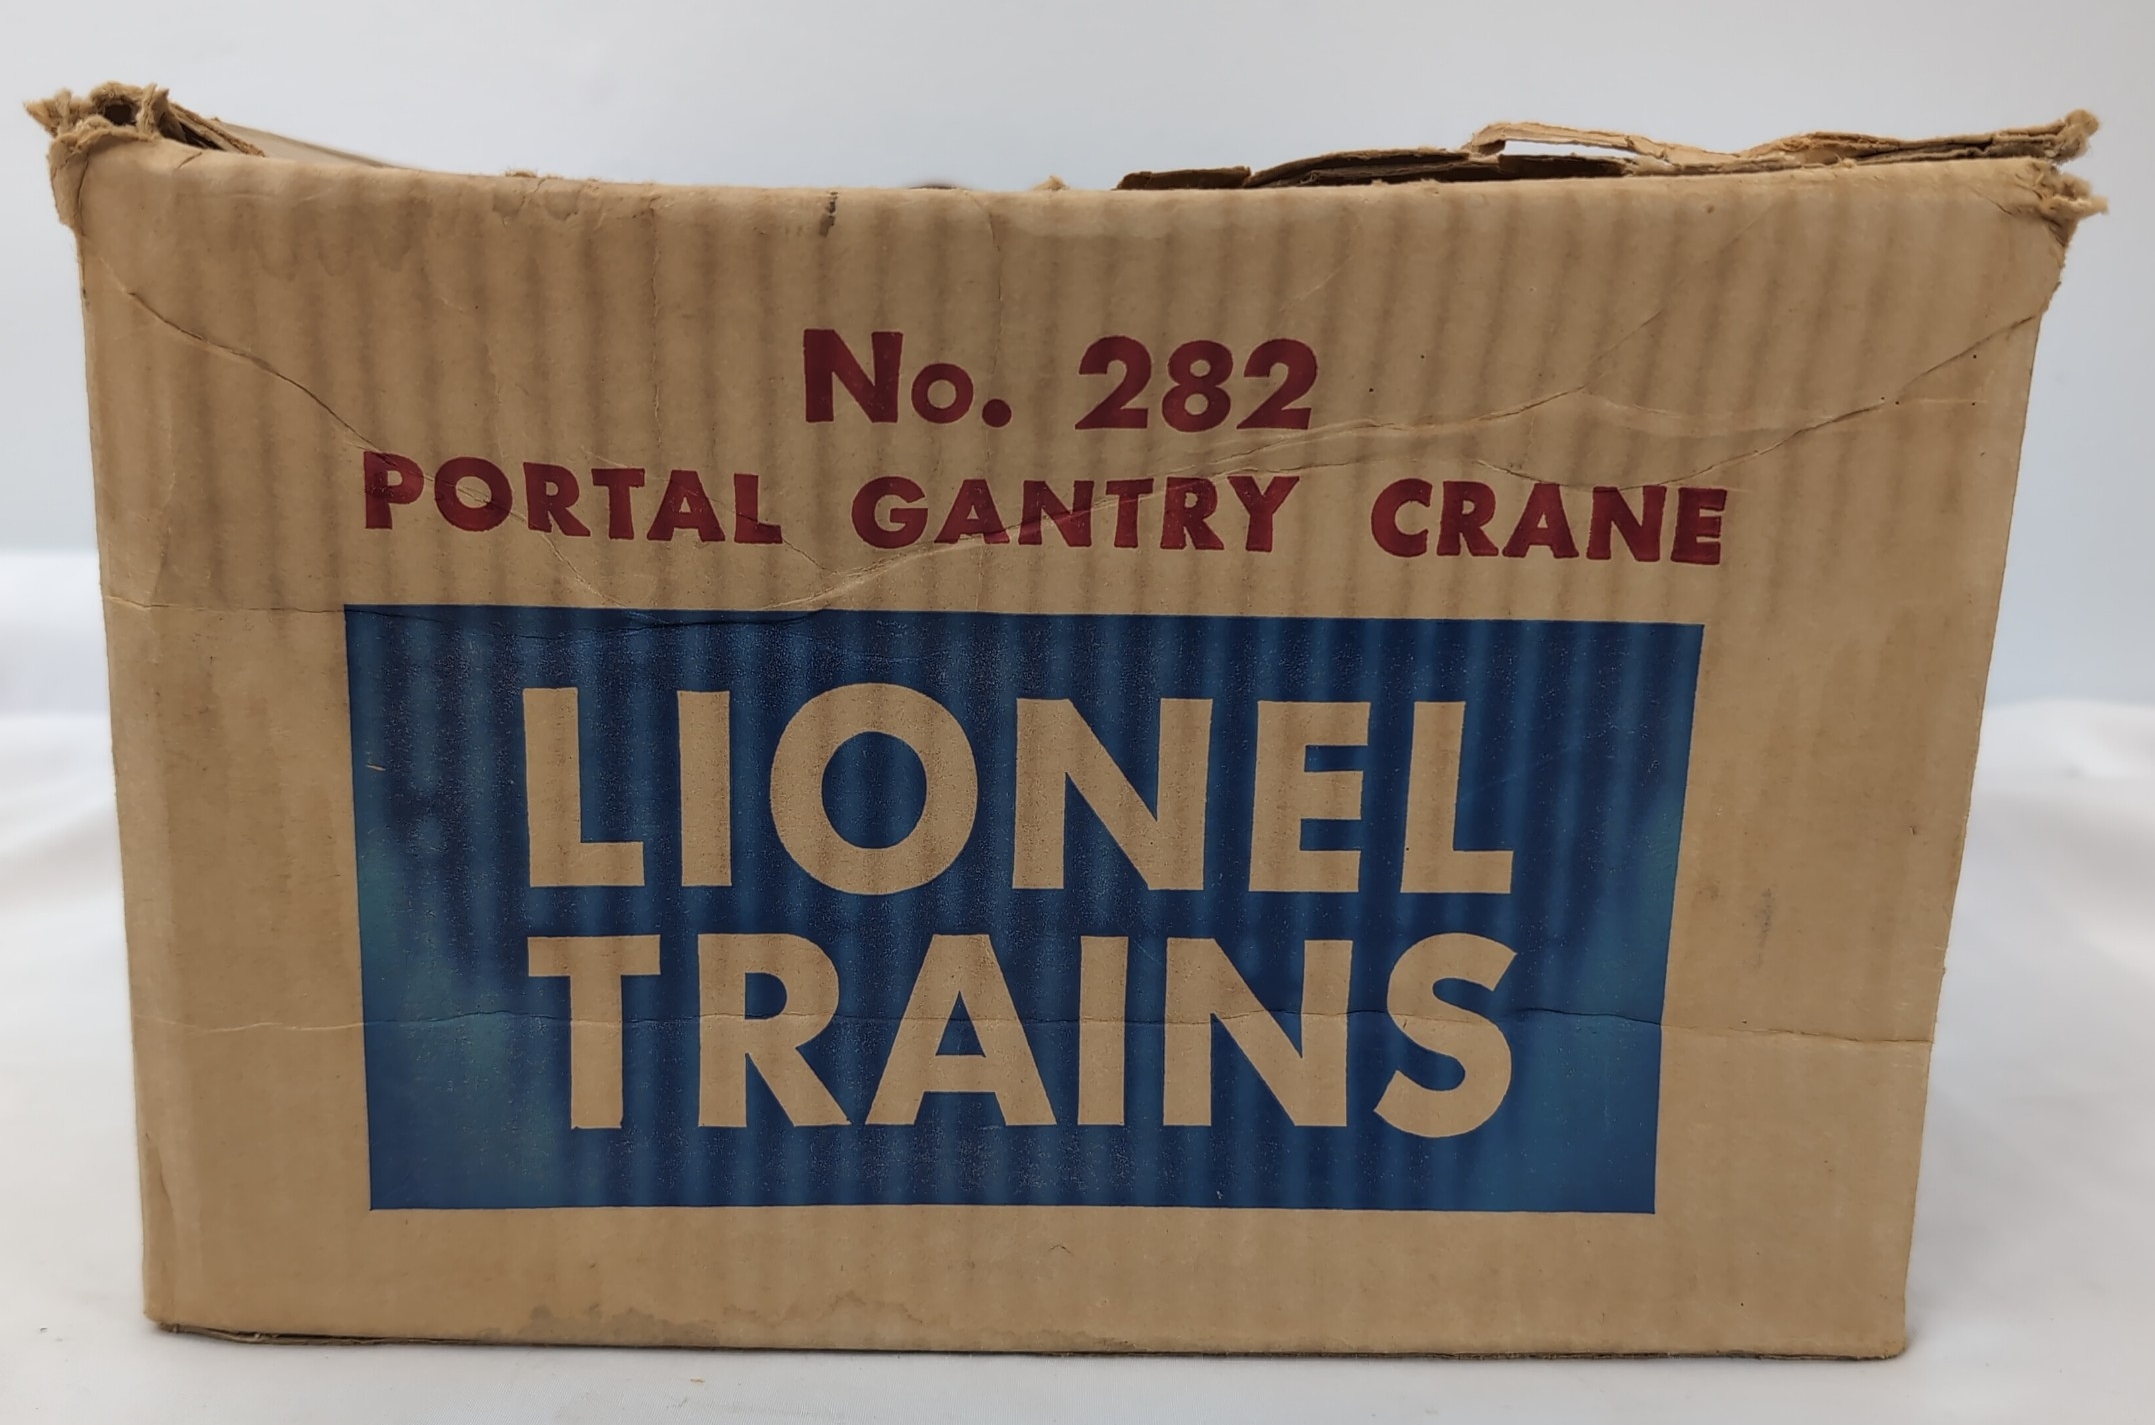 No. 282
PORTAL GANTRY CRANE
LIONEL
TRAINS